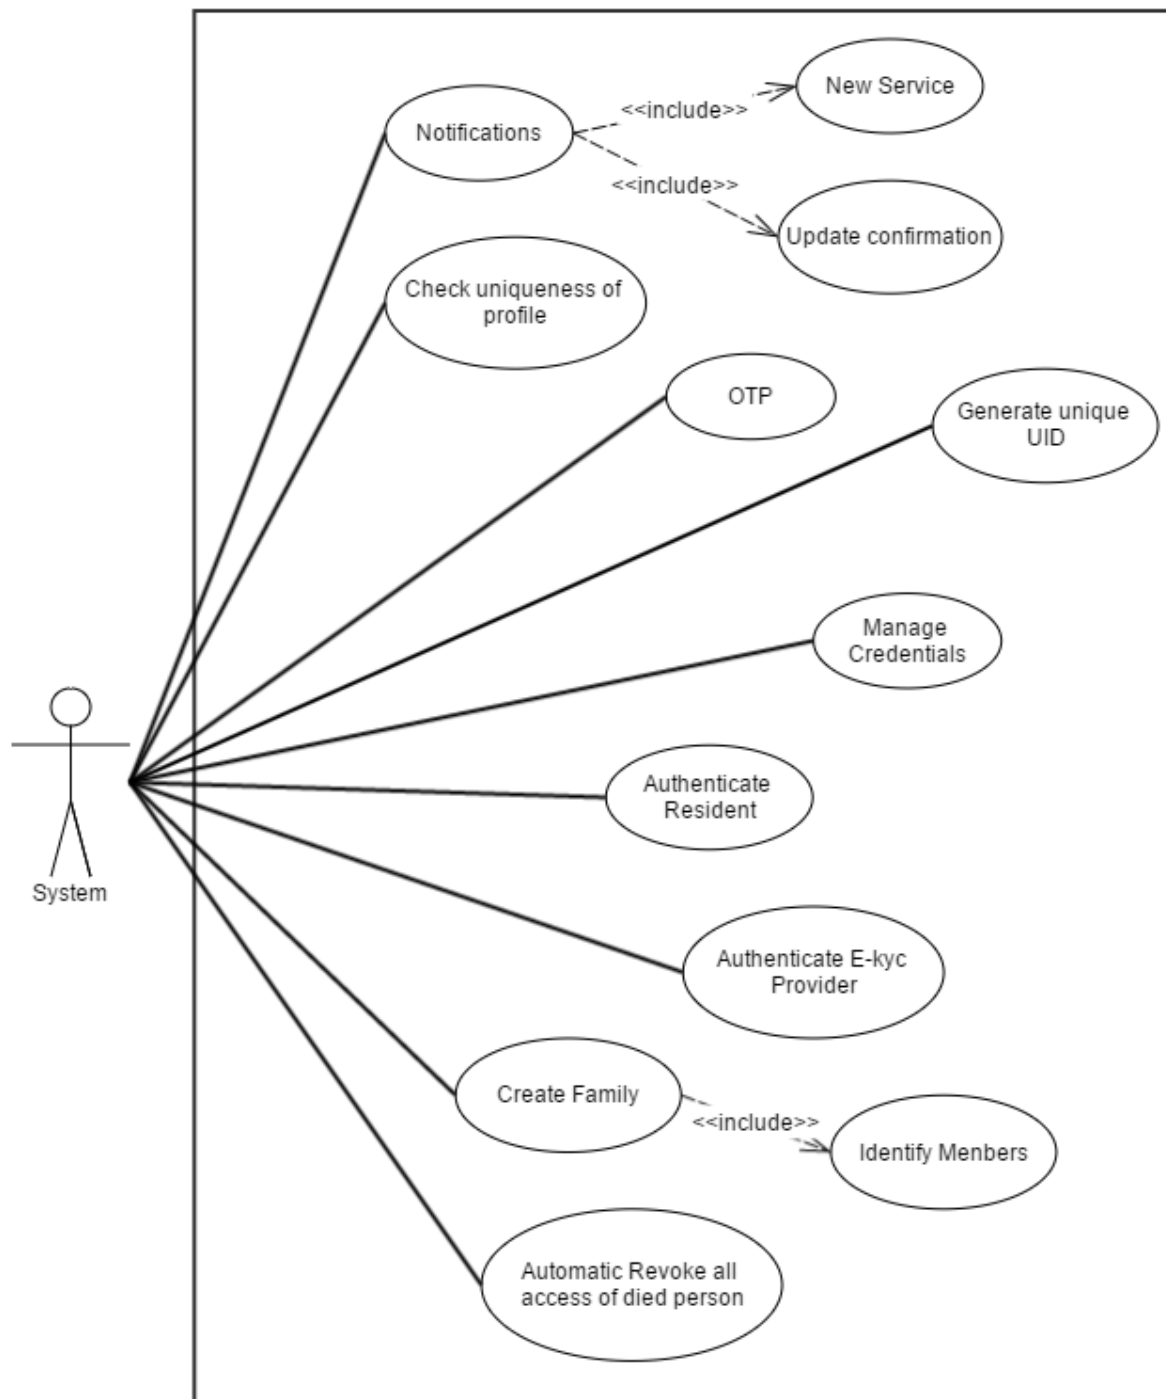 New Service
<<include>>
Notifications
<<include>>
Update confirmation
Check uniqueness of
profile
OTP
Generate unique
UID
Manage
Credentials
Authenticate
Resident
System
Authenticate E-kyc
Provider
Create Family
<<include>>
Identify Menbers
Automatic Revoke all
access of died person